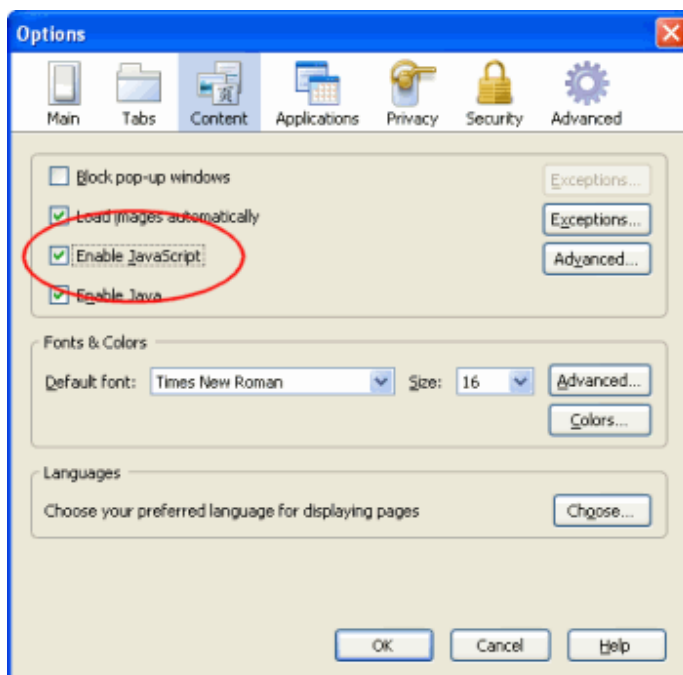 Options
Main Tabs Content Applications Privacy Security Advanced
Block pop-up windows Exceptions...
Load images automatically Exceptions...
Enable JavaScript Advanced...
Enable Java
Fonts & Colors
Default font: Times New Roman Size: 16 Advanced...
Colors...
Languages
Choose your preferred language for displaying pages Choose...
OK Cancel Help